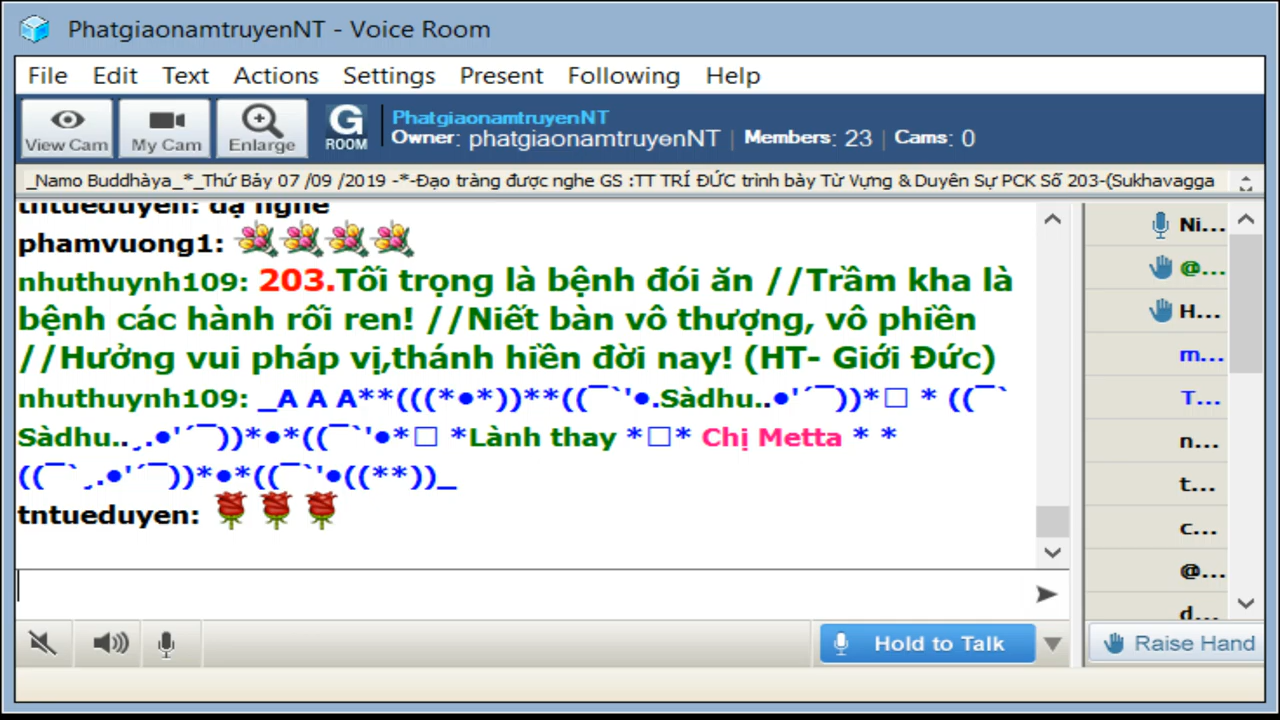 PhatgiaonamtruyenNT - Voice Room
File Edit Text Actions Settings Present Following Help
View Cam My Cam Enlarge G ROOM
PhatgiaonamtruyenNT
Owner: phatgiaonamtruyenNT | Members: 23 | Cams: 0
_Namo Buddhàya_*_Thứ Bảy 07 /09 /2019 -*-Đạo tràng được nghe GS :TT TRÍ ĐỨC trình bày Từ Vựng & Duyên Sự PCK Số 203-(Sukhavagga
tntueduyen: dạ nghe
phamvuong1:
nhuthuynh109: 203.Tối trọng là bệnh đói ăn //Trầm kha là
bệnh các hành rối ren! //Niết bàn vô thượng, vô phiền
//Hưởng vui pháp vị,thánh hiền đời nay! (HT- Giới Đức)
nhuthuynh109: _A A A**(((*●*))**((¯`'●.Sàdhu..●'´¯))*□ * ((¯`
Sàdhu..¸.●'´¯))*●*((¯`'●*□ *Lành thay *□* Chị Metta * *
((¯`¸.●'´¯))*●*((¯`'●((**))_
tntueduyen:
Ni...
@...
H...
m...
T...
n...
t...
c...
@...
d...
Hold to Talk
Raise Hand